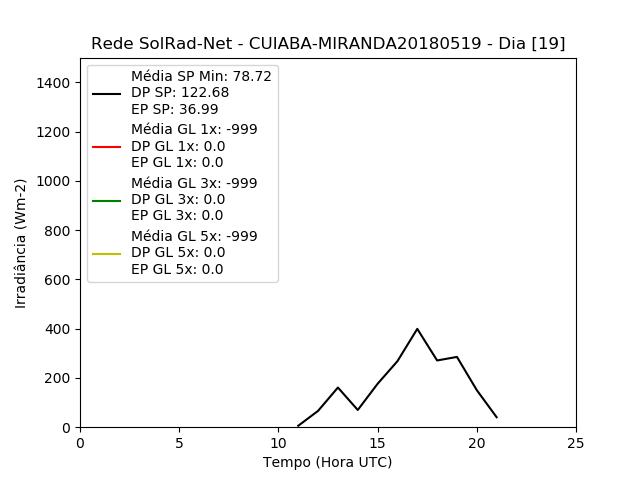 Rede SolRad-Net - CUIABA-MIRANDA20180519 - Dia [19]
Média SP Min: 78.72
DP SP: 122.68
EP SP: 36.99
Média GL 1x: -999
DP GL 1x: 0.0
EP GL 1x: 0.0
Média GL 3x: -999
DP GL 3x: 0.0
EP GL 3x: 0.0
Média GL 5x: -999
DP GL 5x: 0.0
EP GL 5x: 0.0
Irradiância (Wm-2)
1400
1200
1000
800
600
400
200
0
0 5 10 15 20 25
Tempo (Hora UTC)